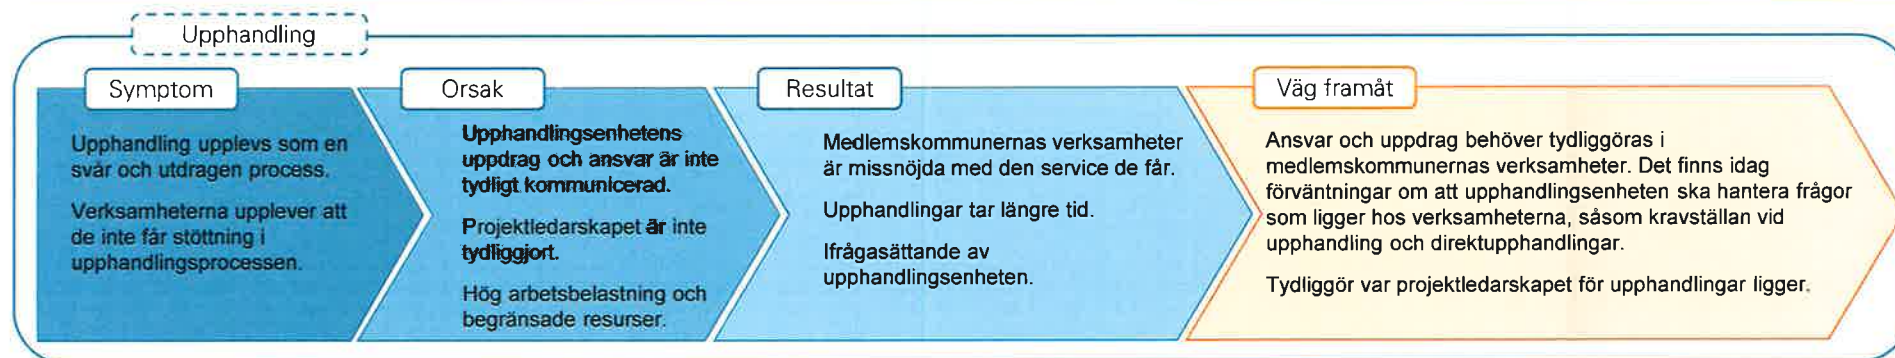 Upphandling
Symptom
Upphandling upplevs som en
svår och utdragen process.
Verksamheterna upplever att
de inte får stöttning i
upphandlingsprocessen.
Orsak
Upphandlingsenhetens
uppdrag och ansvar är inte
tydligt kommunicerad.
Projektledarskapet är inte
tydliggjort.
Hög arbetsbelastning och
begränsade resurser.
Resultat
Medlemskommunernas verksamheter
är missnöjda med den service de får.
Upphandlingar tar längre tid.
Ifrågasättande av
upphandlingsenheten.
Väg framåt
Ansvar och uppdrag behöver tydliggöras i
medlemskommunernas verksamheter. Det finns idag
förväntningar om att upphandlingsenheten ska hantera frågor
som ligger hos verksamheterna, såsom kravställan vid
upphandling och direktupphandlingar.
Tydliggör var projektledarskapet för upphandlingar ligger.